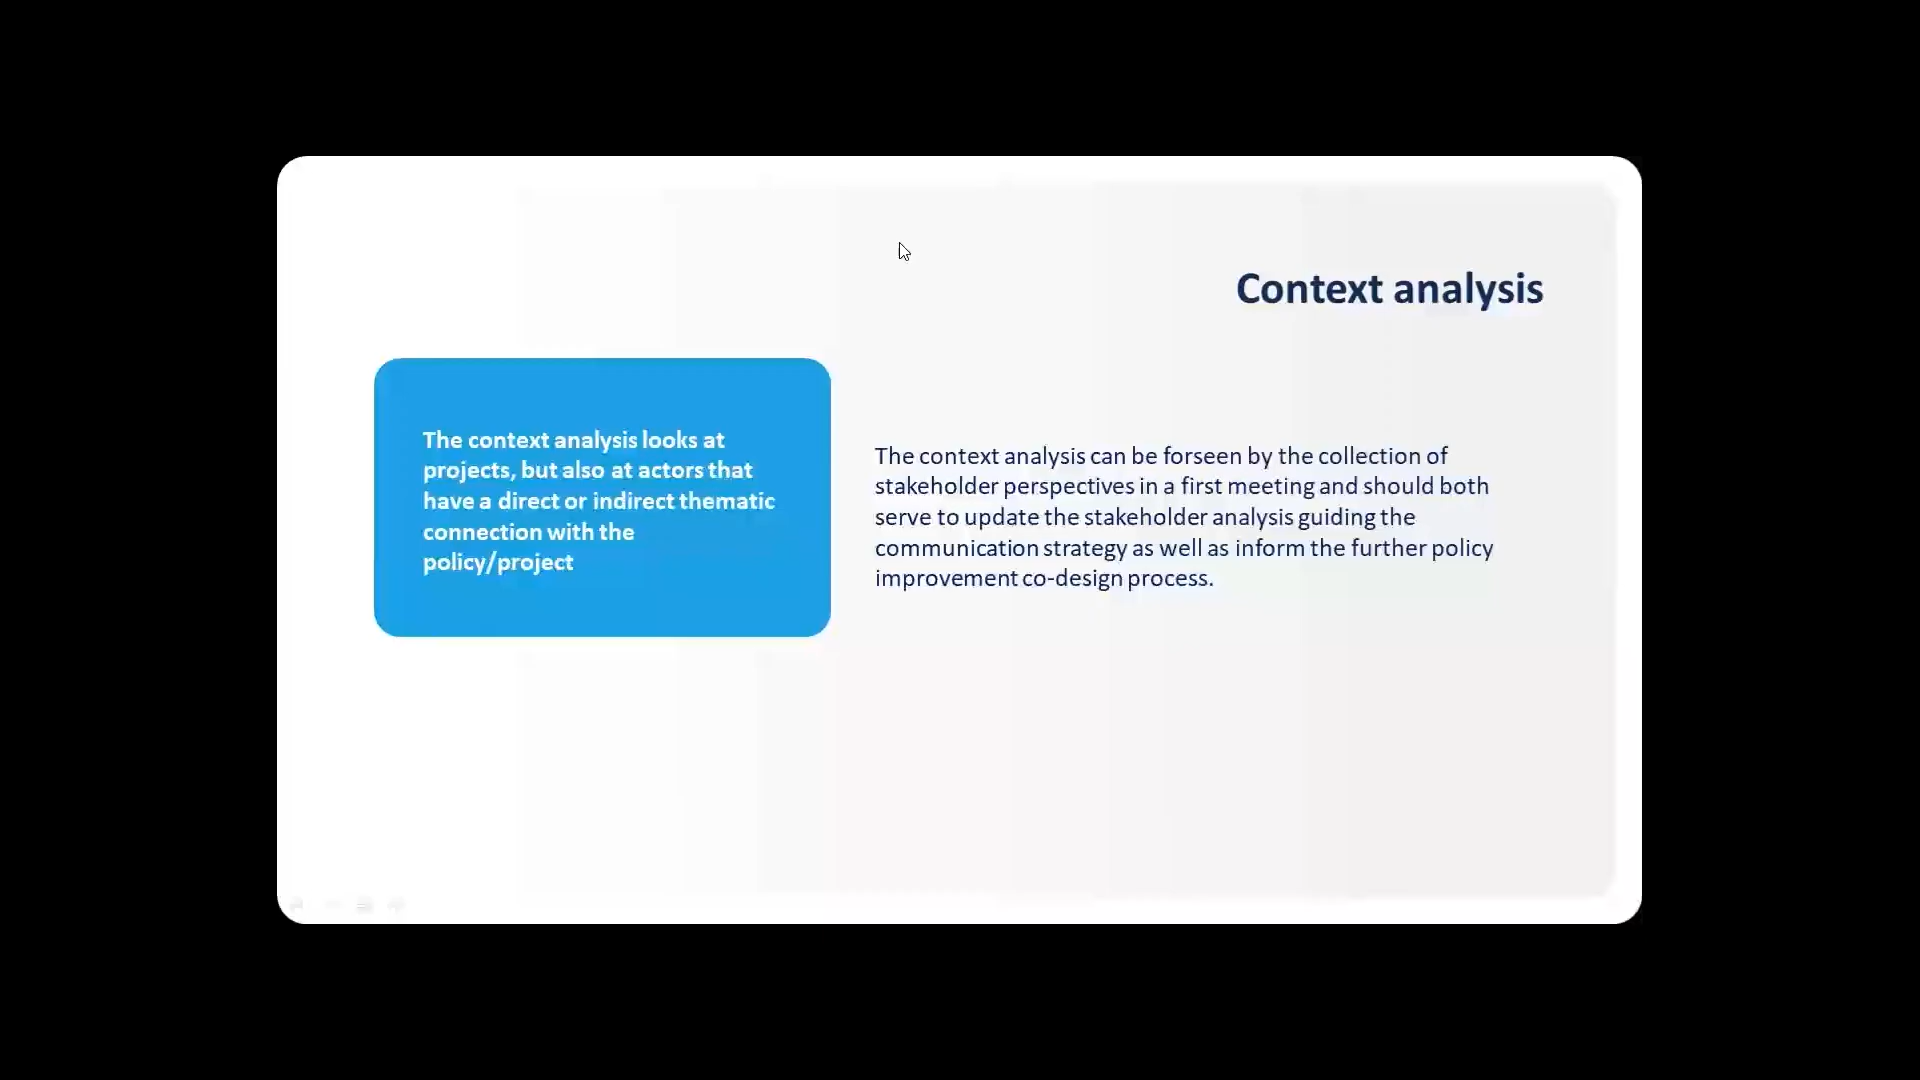 Context analysis
The context analysis looks at
projects, but also at actors that
have a direct or indirect thematic
connection with the
policy/project
The context analysis can be forseen by the collection of
stakeholder perspectives in a first meeting and should both
serve to update the stakeholder analysis guiding the
communication strategy as well as inform the further policy
improvement co-design process.